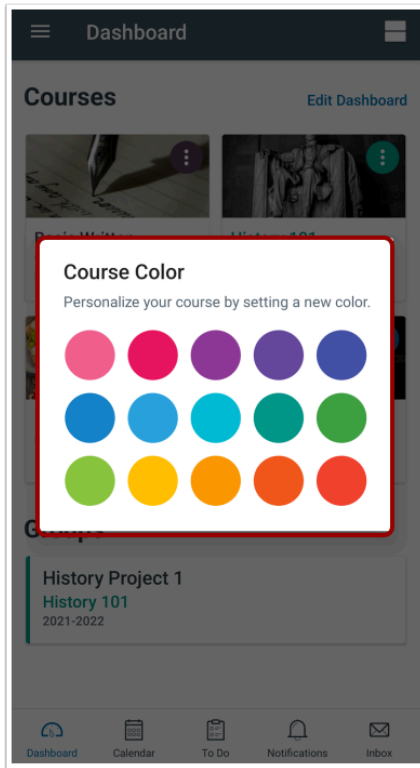 Dashboard
Courses
Edit Dashboard
Course Color
Personalize your course by setting a new color.
History Project 1
History 101
2021-2022
Dashboard
Calendar
To Do
Notifications
Inbox